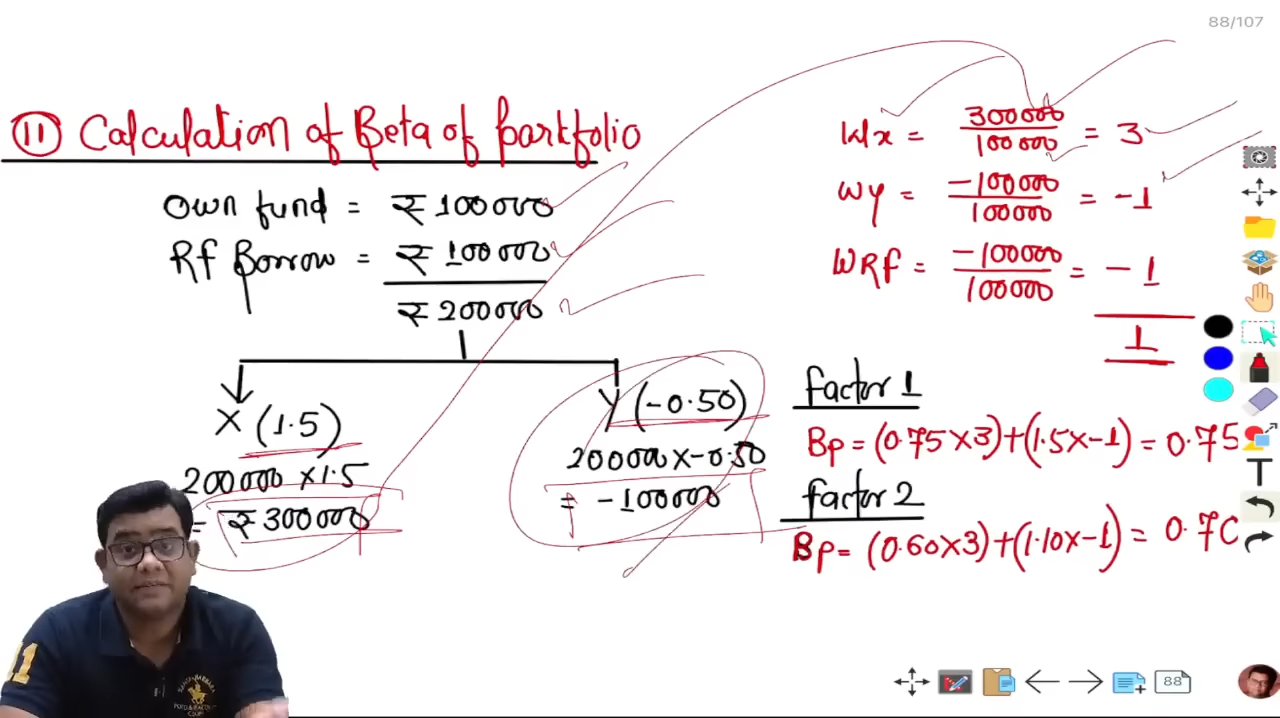 88/107
11 Calculation of Beta of partfolio
Own fund = ₹ 100000
Rf Borrow = ₹ 100000
₹ 200000
X (1.5)
200000 x 1.5
= ₹ 300000
Y (-0.50)
200000 x -0.50
= -100000
Wx = 300000/100000 = 3
WY = -100000/100000 = -1
WRf = -100000/100000 = -1
1
factor 1
Bp = (0.75 x 3) + (1.5 x -1) = 0.75
factor 2
Bp = (0.60 x 3) + (1.10 x -1) = 0.70
88